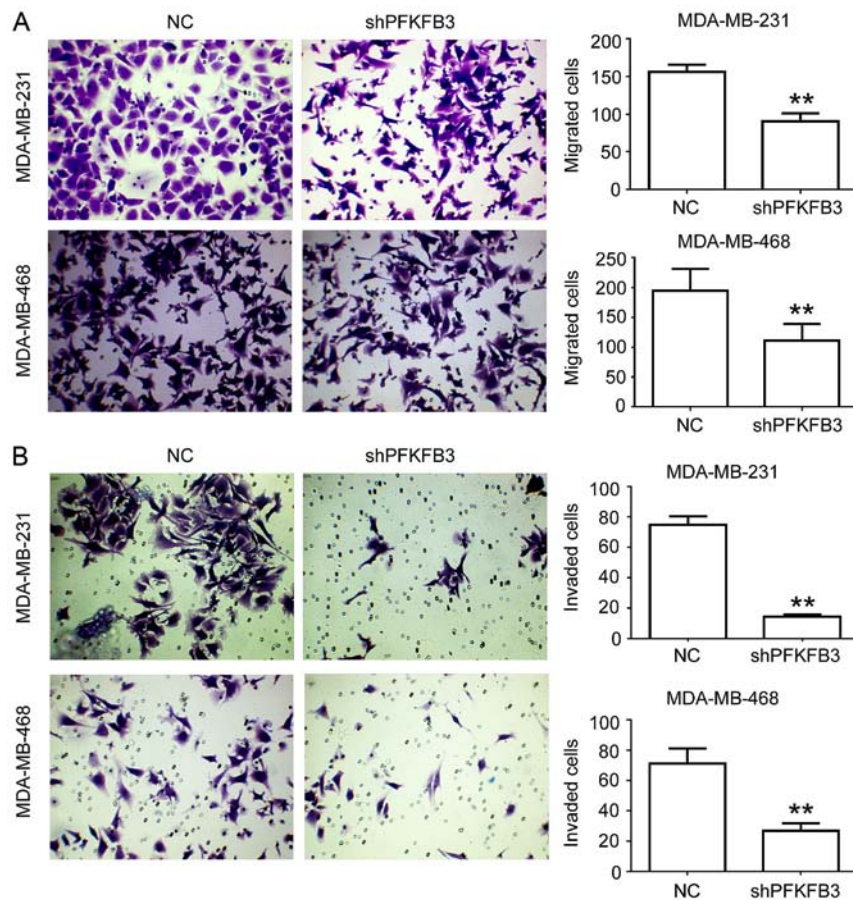 A
NC
shPFKFB3
MDA-MB-231
MDA-MB-468
MDA-MB-231
Migrated cells
200
150
100
50
0
**
NC
shPFKFB3
MDA-MB-468
Migrated cells
250
200
150
100
50
0
**
NC
shPFKFB3
B
NC
shPFKFB3
MDA-MB-231
MDA-MB-468
MDA-MB-231
Invaded cells
80
60
40
20
0
**
NC
shPFKFB3
MDA-MB-468
Invaded cells
80
60
40
20
0
**
NC
shPFKFB3